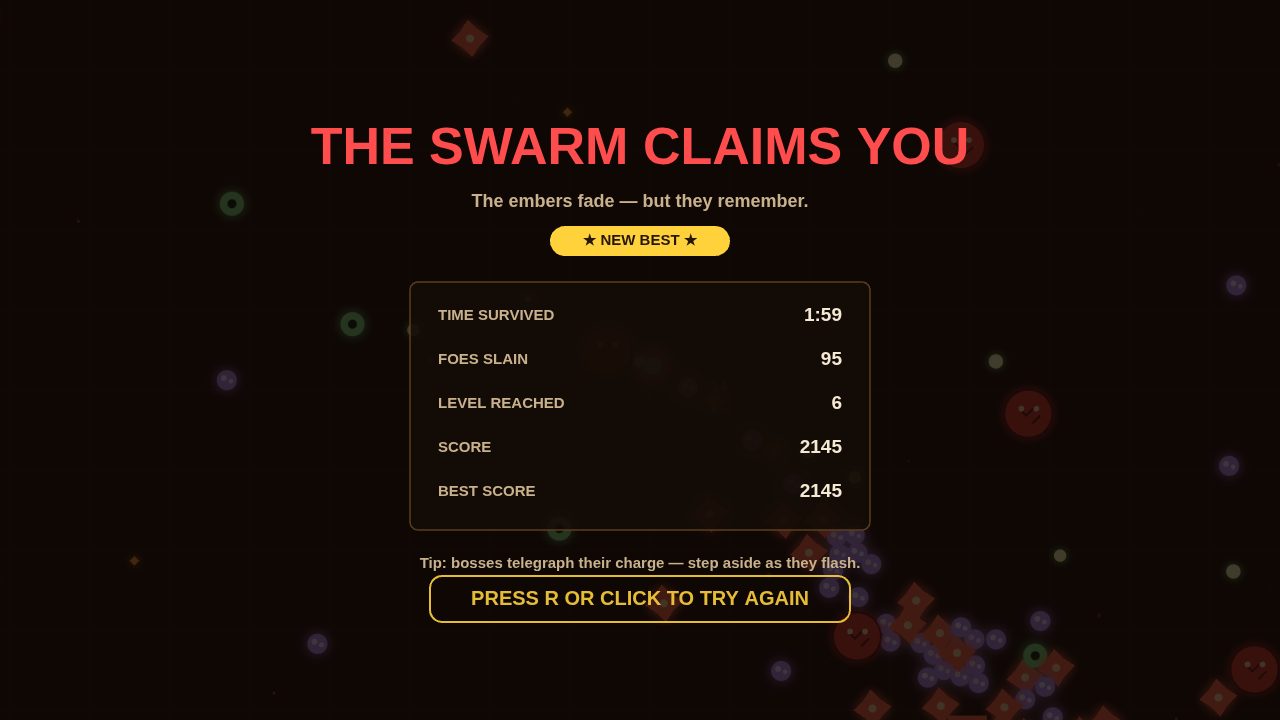 THE SWARM CLAIMS YOU
The embers fade — but they remember.
★ NEW BEST ★
TIME SURVIVED 1:59
FOES SLAIN 95
LEVEL REACHED 6
SCORE 2145
BEST SCORE 2145
Tip: bosses telegraph their charge — step aside as they flash.
PRESS R OR CLICK TO TRY AGAIN